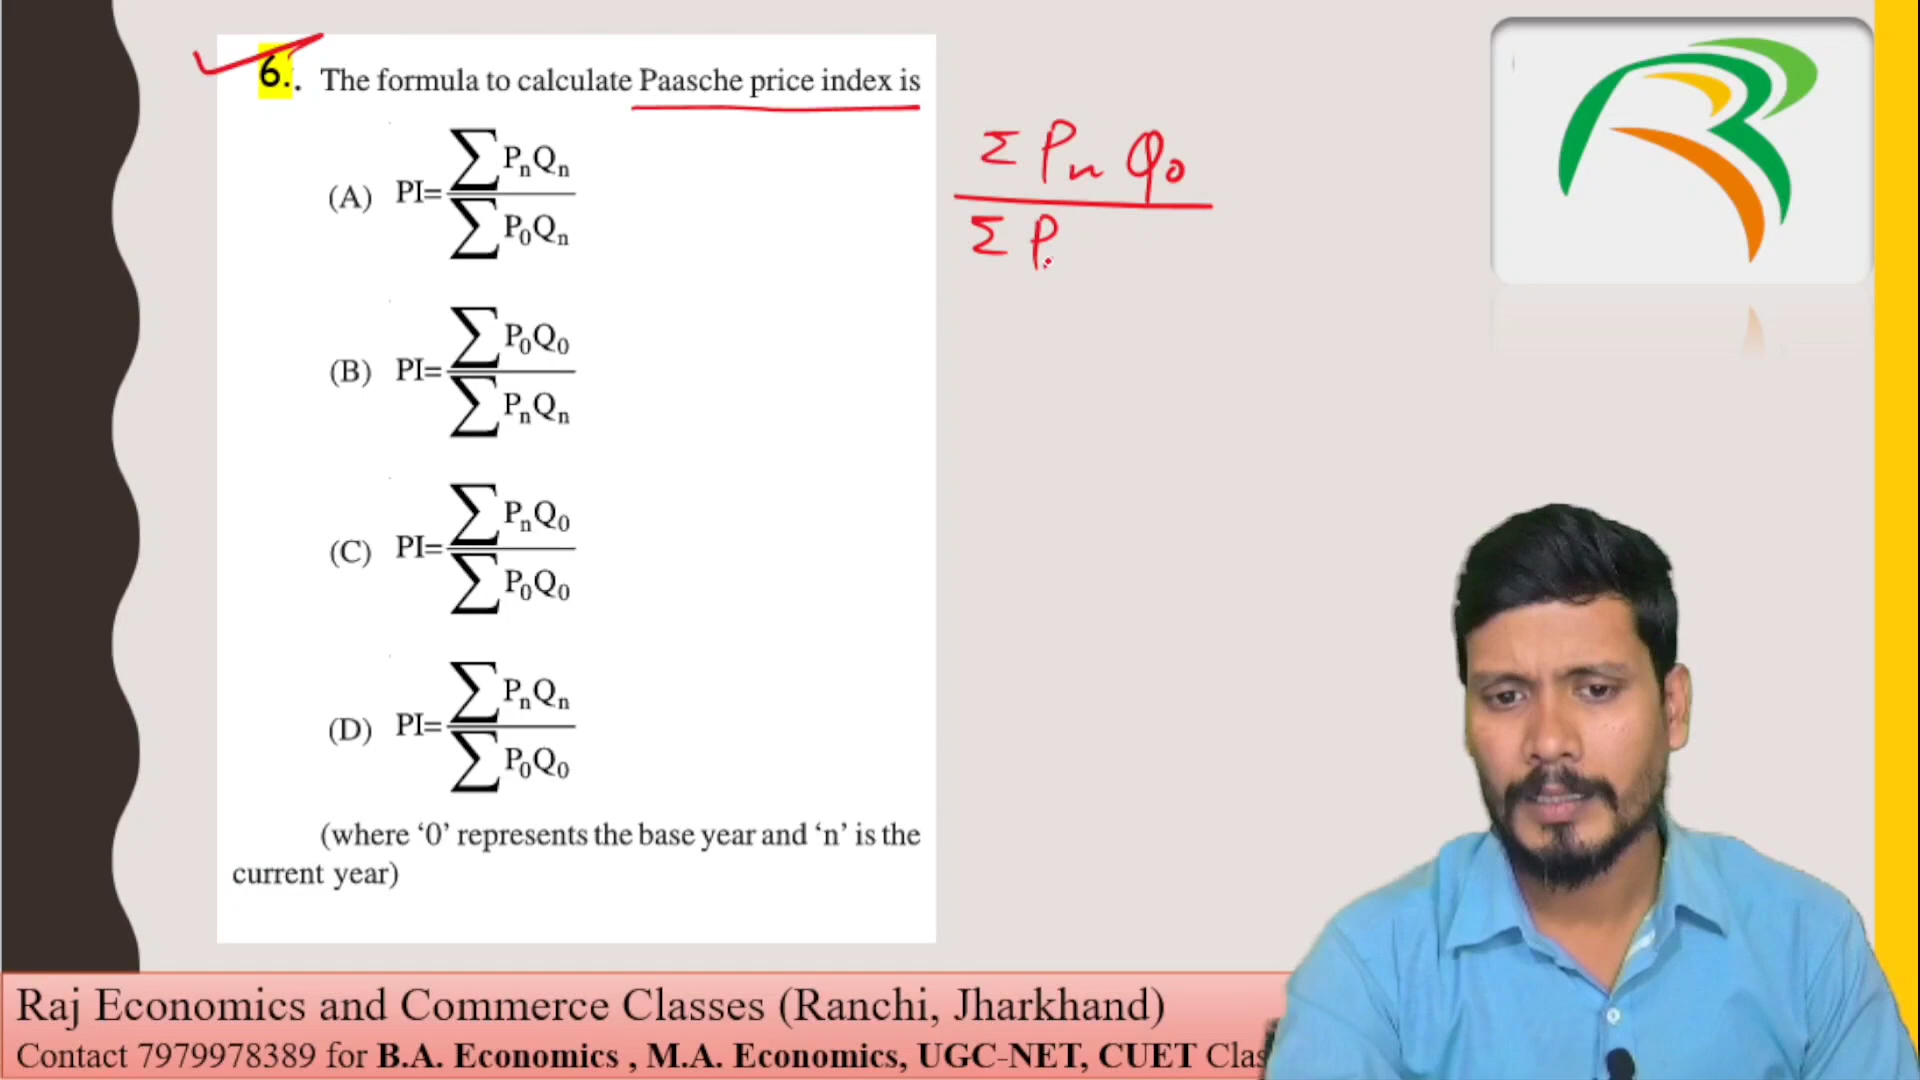 6.. The formula to calculate Paasche price index is
(A) PI= ∑PₙQₙ
∑P₀Qₙ
(B) PI= ∑P₀Q₀
∑PₙQₙ
(C) PI= ∑PₙQ₀
∑P₀Q₀
(D) PI= ∑PₙQₙ
∑P₀Q₀
(where ‘0’ represents the base year and ‘n’ is the
current year)
Σ Pₙ Q₀
Σ P
Raj Economics and Commerce Classes (Ranchi, Jharkhand)
Contact 7979978389 for B.A. Economics , M.A. Economics, UGC-NET, CUET Clas